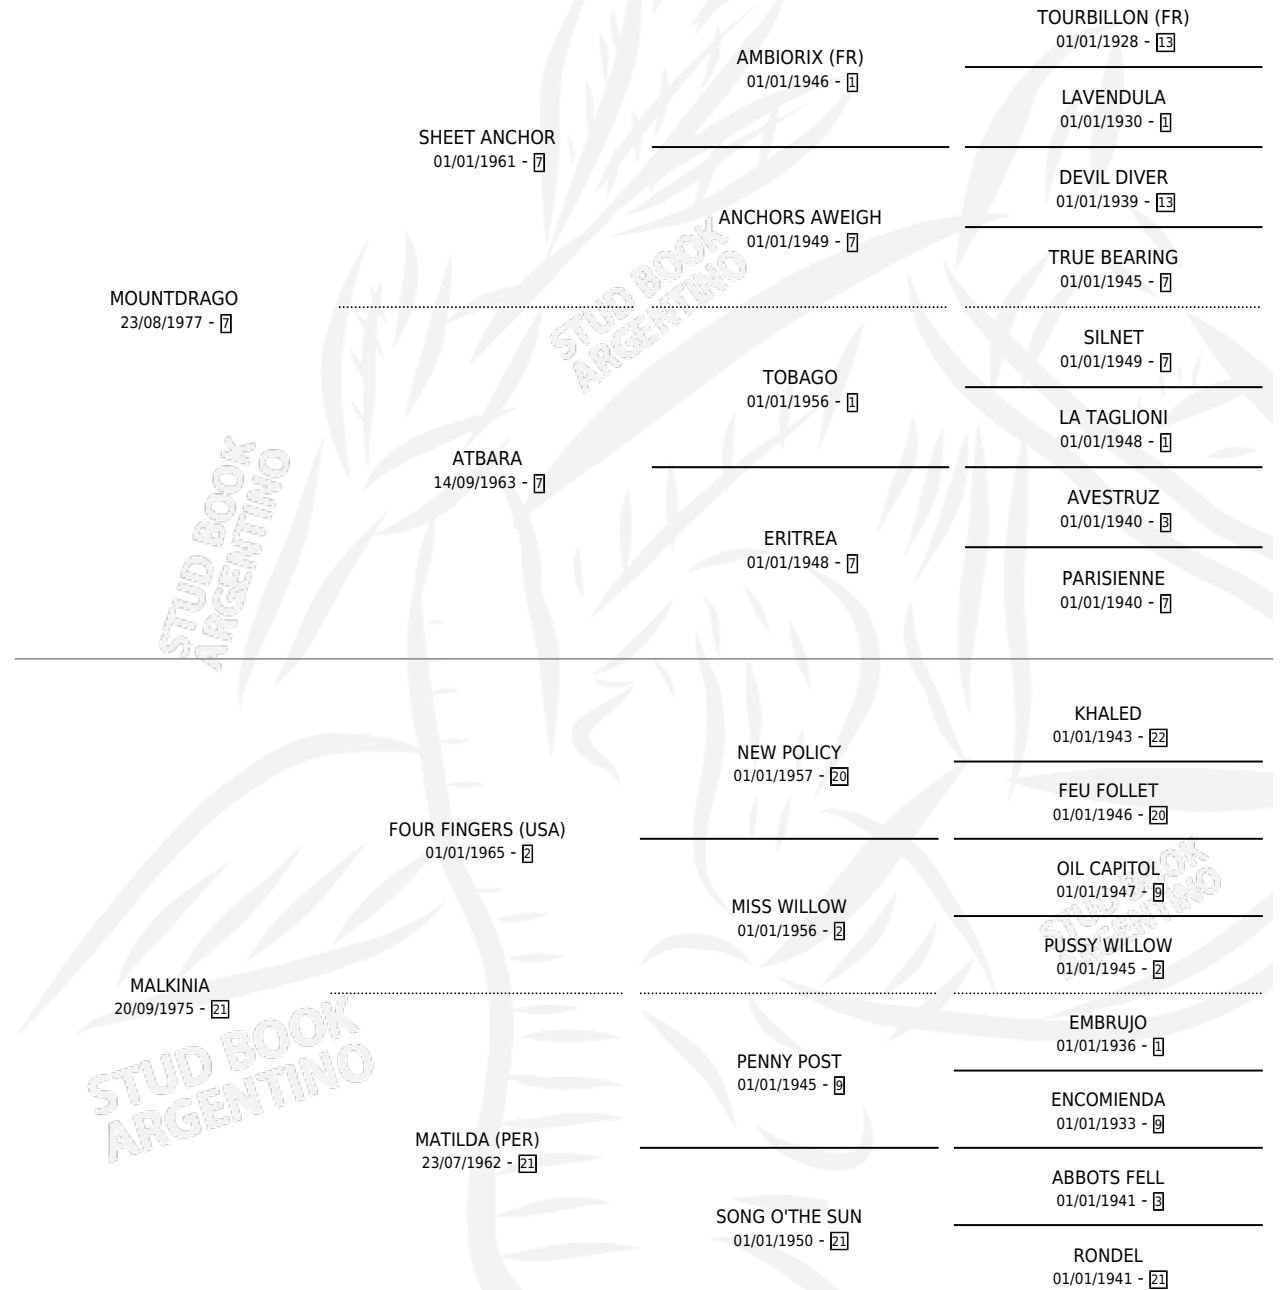 TOURBILLON (FR)
01/01/1928 - 13
AMBIORIX (FR)
01/01/1946 - 1
LAVENDULA
01/01/1930 - 1
SHEET ANCHOR
01/01/1961 - 7
DEVIL DIVER
01/01/1939 - 13
ANCHORS AWEIGH
01/01/1949 - 7
TRUE BEARING
01/01/1945 - 7
MOUNTDRAGO
23/08/1977 - 7
STUD BOOK
ARGENTINO
SILNET
01/01/1949 - 7
TOBAGO
01/01/1956 - 1
LA TAGLIONI
01/01/1948 - 1
ATBARA
14/09/1963 - 7
AVESTRUZ
01/01/1940 - 3
ERITREA
01/01/1948 - 7
PARISIENNE
01/01/1940 - 7
STUD BOOK
ARGENTINO
KHALED
01/01/1943 - 22
NEW POLICY
01/01/1957 - 20
FEU FOLLET
01/01/1946 - 20
FOUR FINGERS (USA)
01/01/1965 - 2
OIL CAPITOL
01/01/1947 - 9
MISS WILLOW
01/01/1956 - 2
PUSSY WILLOW
01/01/1945 - 2
STUD BOOK
ARGENTINO
MALKINIA
20/09/1975 - 21
STUD BOOK
ARGENTINO
EMBRUJO
01/01/1936 - 1
PENNY POST
01/01/1945 - 9
ENCOMIENDA
01/01/1933 - 9
MATILDA (PER)
23/07/1962 - 21
ABBOTS FELL
01/01/1941 - 3
SONG O'THE SUN
01/01/1950 - 21
RONDEL
01/01/1941 - 21